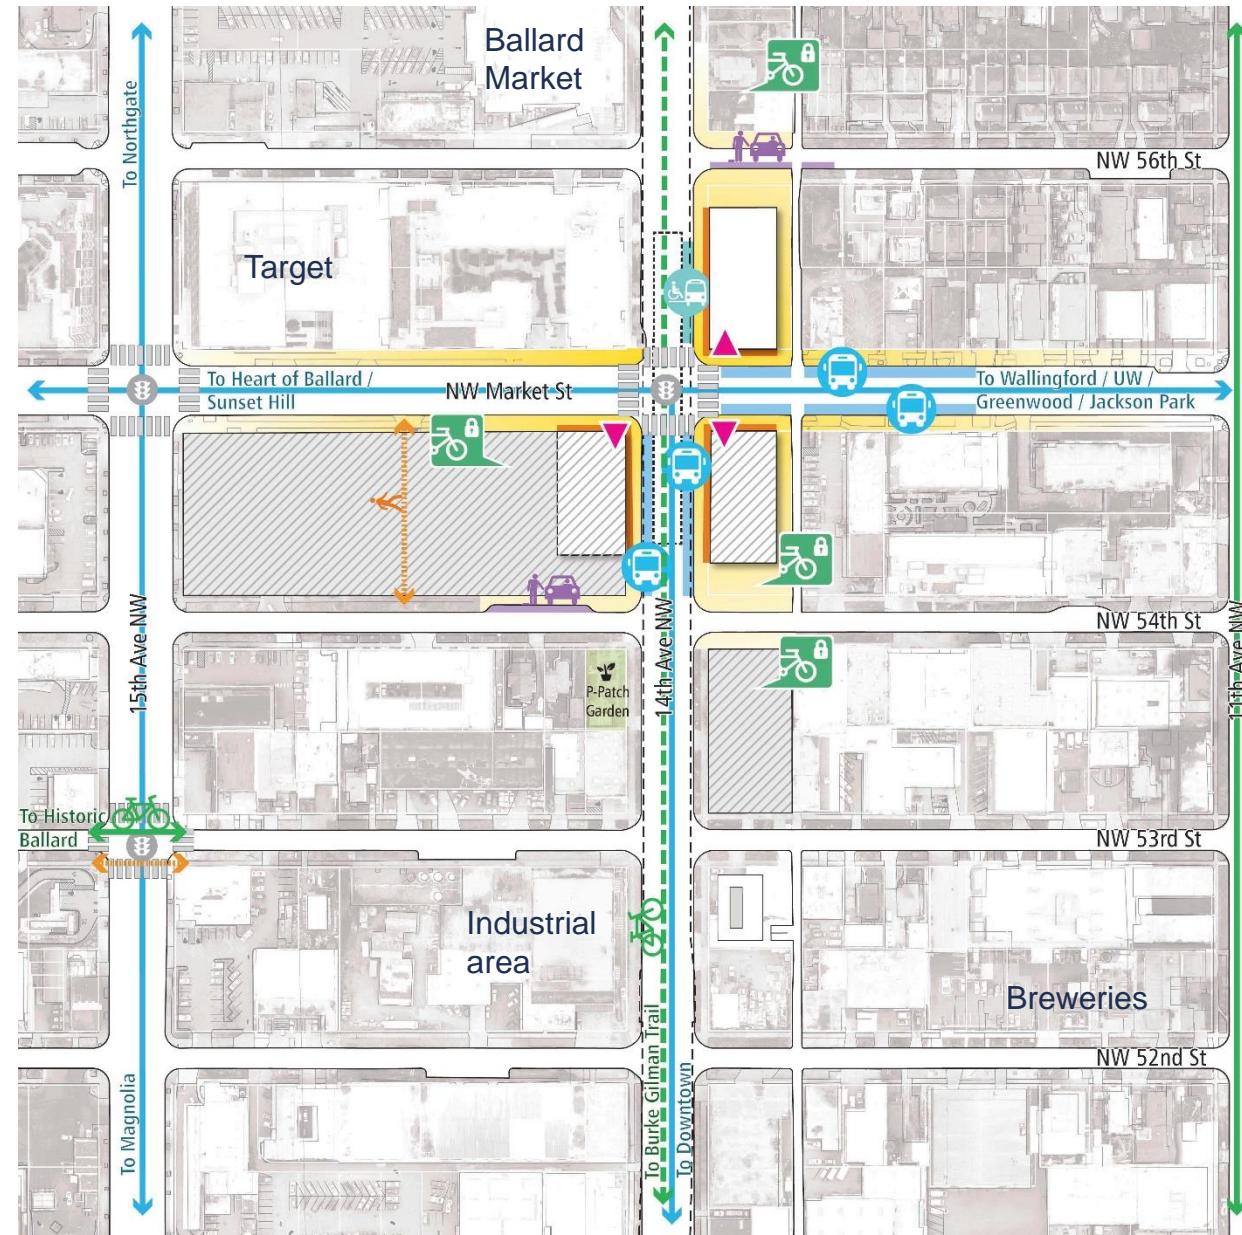 Ballard
Market
To Northgate
NW 56th St
Target
To Heart of Ballard /
Sunset Hill
NW Market St
To Wallingford / UW /
Greenwood / Jackson Park
15th Ave NW
14th Ave NW
11th Ave NW
NW 54th St
P-Patch
Garden
To Historic
Ballard
NW 53rd St
Industrial
area
Breweries
NW 52nd St
To Magnolia
To Burke Gilman Trail
To Downtown